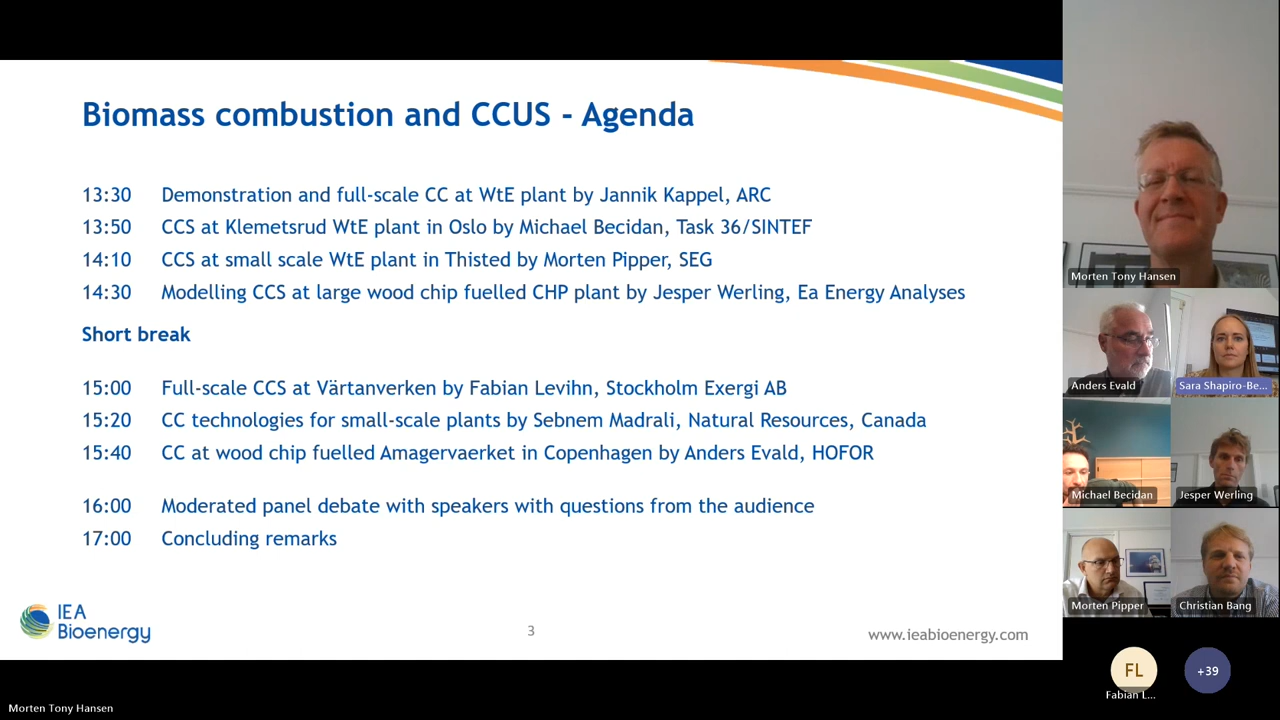 Biomass combustion and CCUS - Agenda
13:30 Demonstration and full-scale CC at WtE plant by Jannik Kappel, ARC
13:50 CCS at Klemetsrud WtE plant in Oslo by Michael Becidan, Task 36/SINTEF
14:10 CCS at small scale WtE plant in Thisted by Morten Pipper, SEG
14:30 Modelling CCS at large wood chip fuelled CHP plant by Jesper Werling, Ea Energy Analyses
Short break
15:00 Full-scale CCS at Värtanverken by Fabian Levihn, Stockholm Exergi AB
15:20 CC technologies for small-scale plants by Sebnem Madrali, Natural Resources, Canada
15:40 CC at wood chip fuelled Amagervaerket in Copenhagen by Anders Evald, HOFOR
16:00 Moderated panel debate with speakers with questions from the audience
17:00 Concluding remarks
IEA
Bioenergy
3
www.ieabioenergy.com
Morten Tony Hansen
Morten Tony Hansen
Anders Evald
Sara Shapiro-Be...
Michael Becidan
Jesper Werling
Morten Pipper
Christian Bang
FL
Fabian L...
+39